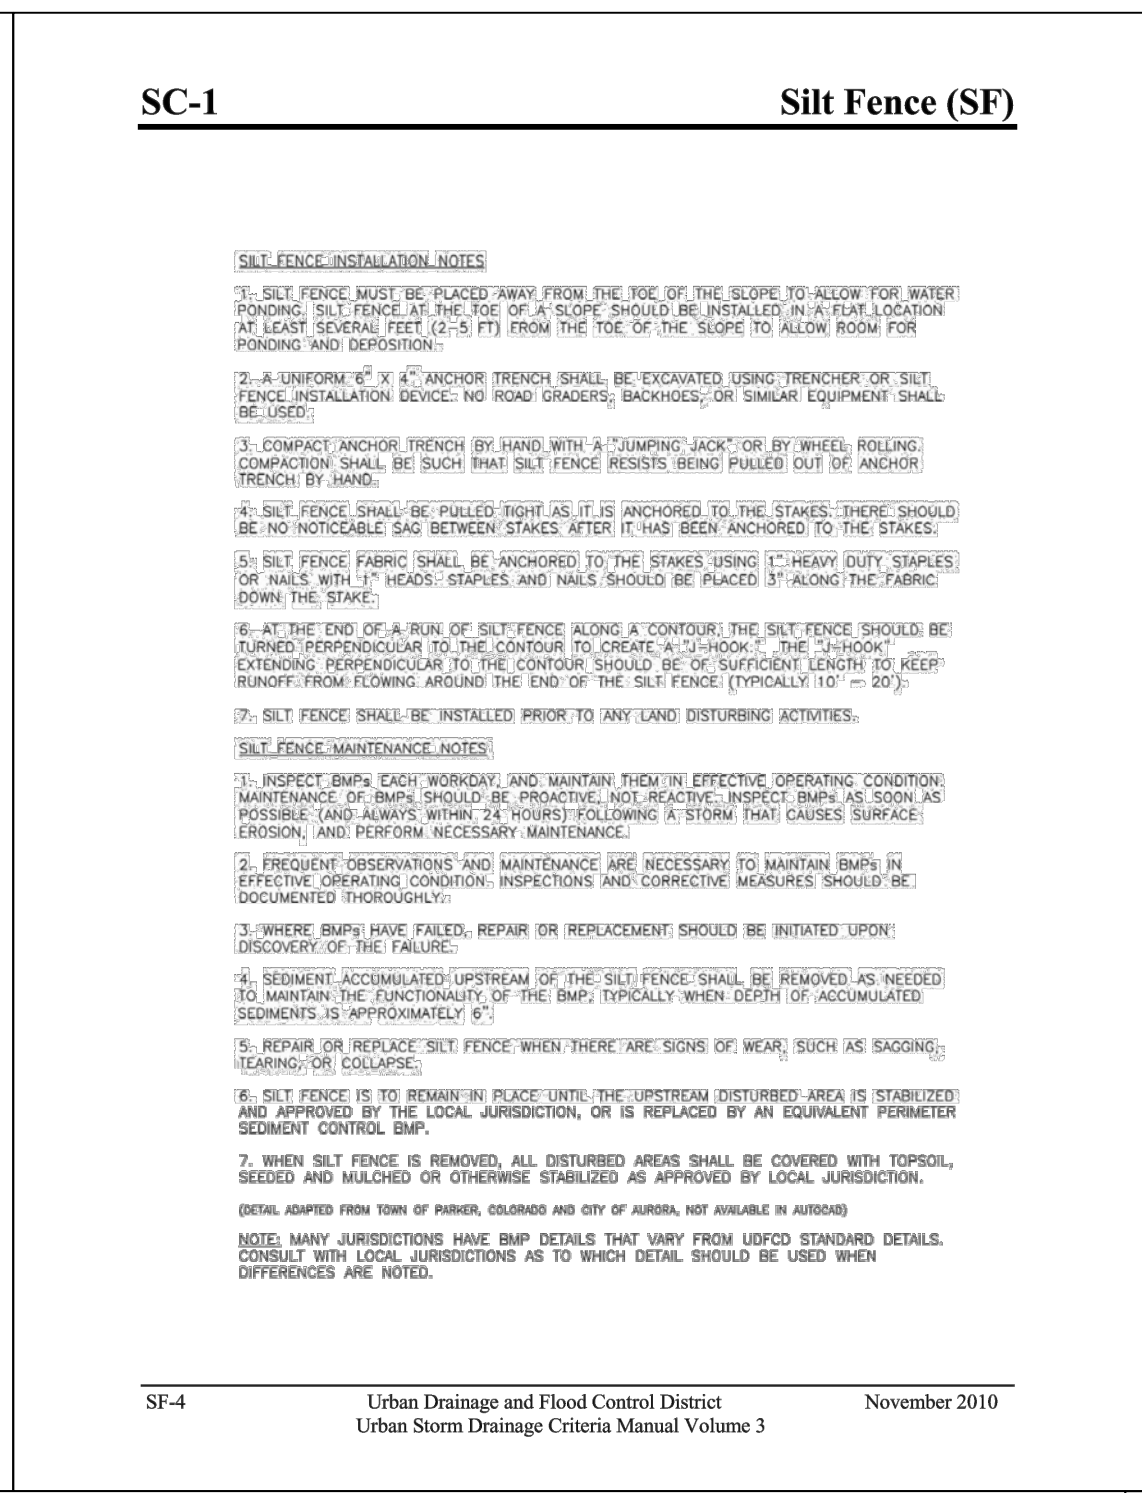 SC-1 Silt Fence (SF)
SILT FENCE INSTALLATION NOTES
1. SILT FENCE MUST BE PLACED AWAY FROM THE TOE OF THE SLOPE TO ALLOW FOR WATER
PONDING. SILT FENCE AT THE TOE OF A SLOPE SHOULD BE INSTALLED IN A FLAT LOCATION
AT LEAST SEVERAL FEET (2-5 FT) FROM THE TOE OF THE SLOPE TO ALLOW ROOM FOR
PONDING AND DEPOSITION.
2. A UNIFORM 6" X 4" ANCHOR TRENCH SHALL BE EXCAVATED USING TRENCHER OR SILT
FENCE INSTALLATION DEVICE. NO ROAD GRADERS, BACKHOES, OR SIMILAR EQUIPMENT SHALL
BE USED.
3. COMPACT ANCHOR TRENCH BY HAND WITH A "JUMPING JACK" OR BY WHEEL ROLLING.
COMPACTION SHALL BE SUCH THAT SILT FENCE RESISTS BEING PULLED OUT OF ANCHOR
TRENCH BY HAND.
4. SILT FENCE SHALL BE PULLED TIGHT AS IT IS ANCHORED TO THE STAKES. THERE SHOULD
BE NO NOTICEABLE SAG BETWEEN STAKES AFTER IT HAS BEEN ANCHORED TO THE STAKES.
5. SILT FENCE FABRIC SHALL BE ANCHORED TO THE STAKES USING 1" HEAVY DUTY STAPLES
OR NAILS WITH 1" HEADS. STAPLES AND NAILS SHOULD BE PLACED 3" ALONG THE FABRIC
DOWN THE STAKE.
6. AT THE END OF A RUN OF SILT FENCE ALONG A CONTOUR, THE SILT FENCE SHOULD BE
TURNED PERPENDICULAR TO THE CONTOUR TO CREATE A "J-HOOK." THE "J-HOOK"
EXTENDING PERPENDICULAR TO THE CONTOUR SHOULD BE OF SUFFICIENT LENGTH TO KEEP
RUNOFF FROM FLOWING AROUND THE END OF THE SILT FENCE (TYPICALLY 10' - 20').
7. SILT FENCE SHALL BE INSTALLED PRIOR TO ANY LAND DISTURBING ACTIVITIES.
SILT FENCE MAINTENANCE NOTES
1. INSPECT BMPs EACH WORKDAY, AND MAINTAIN THEM IN EFFECTIVE OPERATING CONDITION.
MAINTENANCE OF BMPs SHOULD BE PROACTIVE, NOT REACTIVE. INSPECT BMPs AS SOON AS
POSSIBLE (AND ALWAYS WITHIN 24 HOURS) FOLLOWING A STORM THAT CAUSES SURFACE
EROSION, AND PERFORM NECESSARY MAINTENANCE.
2. FREQUENT OBSERVATIONS AND MAINTENANCE ARE NECESSARY TO MAINTAIN BMPs IN
EFFECTIVE OPERATING CONDITION. INSPECTIONS AND CORRECTIVE MEASURES SHOULD BE
DOCUMENTED THOROUGHLY.
3. WHERE BMPs HAVE FAILED, REPAIR OR REPLACEMENT SHOULD BE INITIATED UPON
DISCOVERY OF THE FAILURE.
4. SEDIMENT ACCUMULATED UPSTREAM OF THE SILT FENCE SHALL BE REMOVED AS NEEDED
TO MAINTAIN THE FUNCTIONALITY OF THE BMP, TYPICALLY WHEN DEPTH OF ACCUMULATED
SEDIMENTS IS APPROXIMATELY 6".
5. REPAIR OR REPLACE SILT FENCE WHEN THERE ARE SIGNS OF WEAR, SUCH AS SAGGING,
TEARING, OR COLLAPSE.
6. SILT FENCE IS TO REMAIN IN PLACE UNTIL THE UPSTREAM DISTURBED AREA IS STABILIZED
AND APPROVED BY THE LOCAL JURISDICTION, OR IS REPLACED BY AN EQUIVALENT PERIMETER
SEDIMENT CONTROL BMP.
7. WHEN SILT FENCE IS REMOVED, ALL DISTURBED AREAS SHALL BE COVERED WITH TOPSOIL,
SEEDED AND MULCHED OR OTHERWISE STABILIZED AS APPROVED BY LOCAL JURISDICTION.
(DETAIL ADAPTED FROM TOWN OF PARKER, COLORADO AND CITY OF AURORA, NOT AVAILABLE IN AUTOCAD)
NOTE: MANY JURISDICTIONS HAVE BMP DETAILS THAT VARY FROM UDFCD STANDARD DETAILS.
CONSULT WITH LOCAL JURISDICTIONS AS TO WHICH DETAIL SHOULD BE USED WHEN
DIFFERENCES ARE NOTED.
SF-4 Urban Drainage and Flood Control District November 2010
Urban Storm Drainage Criteria Manual Volume 3